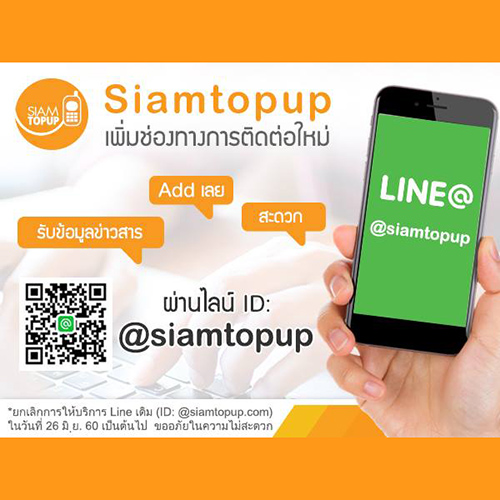 SIAM
TOPUP
Siamtopup
เพิ่มช่องทางการติดต่อใหม่
Add เลย
สะดวก
รับข้อมูลข่าวสาร
ผ่านไลน์ ID:
@siamtopup
LINE@
@siamtopup
*ยกเลิกการให้บริการ Line เดิม (ID: @siamtopup.com)
ในวันที่ 26 มิ.ย. 60 เป็นต้นไป ขออภัยในความไม่สะดวก